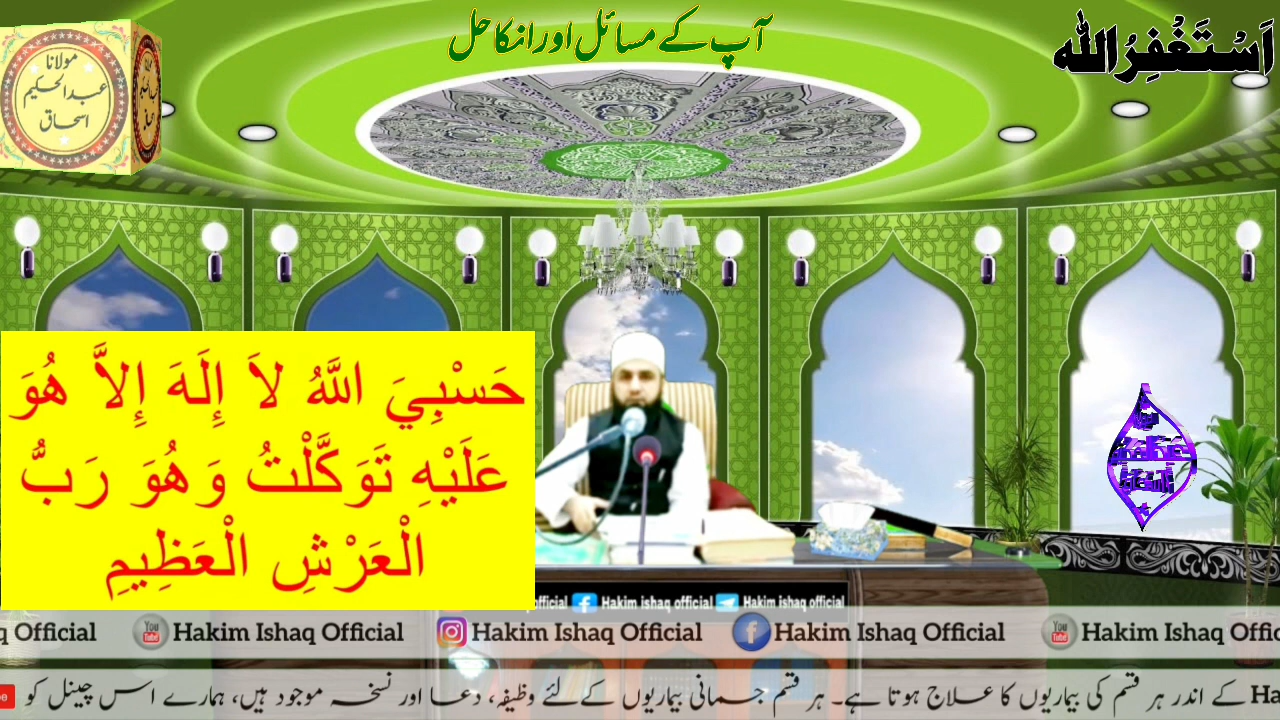 آپ کے مسائل اور انکا حل
اَسْتَغْفِرُاللّٰه
مولانا
عبدالحکیم
اسحاق
حَسْبِيَ اللَّهُ لاَ إِلَهَ إِلاَّ هُوَ
عَلَيْهِ تَوَكَّلْتُ وَهُوَ رَبُّ
الْعَرْشِ الْعَظِيمِ
official Hakim ishaq official Hakim ishaq official
q Official Hakim Ishaq Official Hakim Ishaq Official Hakim Ishaq Official Hakim Ishaq Offic
Ha کے اندر ہر قسم کی بیماریوں کا علاج ہوتا ہے۔ ہر قسم جسمانی بیماریوں کے لئے وظیفہ، دعا اور نسخہ موجود ہیں، ہمارے اس چینل کو